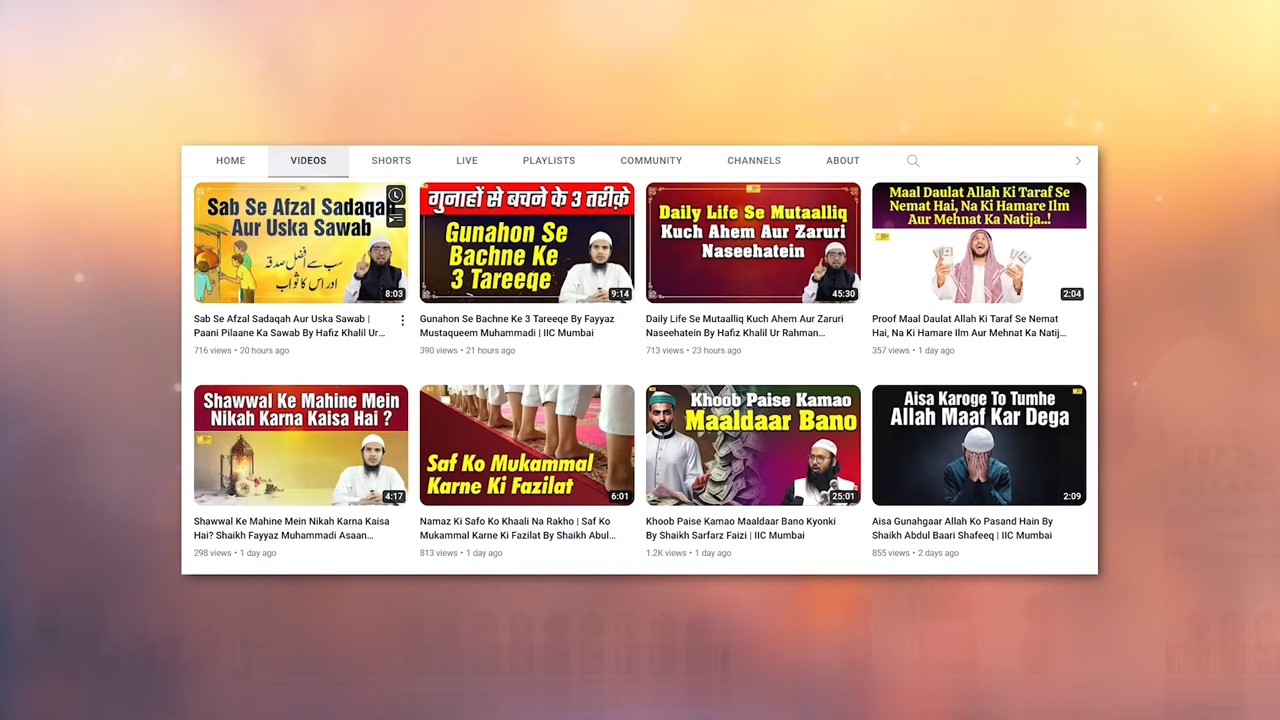 HOME VIDEOS SHORTS LIVE PLAYLISTS COMMUNITY CHANNELS ABOUT
Sab Se Afzal Sadaqah
Aur Uska Sawab
سب سے افضل صدقہ
اور اس کا ثواب
8:03
Sab Se Afzal Sadaqah Aur Uska Sawab |
Paani Pilaane Ka Sawab By Hafiz Khalil Ur...
716 views • 20 hours ago
गुनाहों से बचने के 3 तरीक़े
Gunahon Se
Bachne Ke
3 Tareeqe
9:14
Gunahon Se Bachne Ke 3 Tareeqe By Fayyaz
Mustaqueem Muhammadi | IIC Mumbai
390 views • 21 hours ago
Daily Life Se Mutaalliq
Kuch Ahem Aur Zaruri
Naseehatein
45:30
Daily Life Se Mutaalliq Kuch Ahem Aur Zaruri
Naseehatein By Hafiz Khalil Ur Rahman...
713 views • 23 hours ago
Maal Daulat Allah Ki Taraf Se
Nemat Hai, Na Ki Hamare Ilm
Aur Mehnat Ka Natija..!
2:04
Proof Maal Daulat Allah Ki Taraf Se Nemat
Hai, Na Ki Hamare Ilm Aur Mehnat Ka Natij...
357 views • 1 day ago
Shawwal Ke Mahine Mein
Nikah Karna Kaisa Hai ?
4:17
Shawwal Ke Mahine Mein Nikah Karna Kaisa
Hai? Shaikh Fayyaz Muhammadi Asaan...
298 views • 1 day ago
Saf Ko Mukammal
Karne Ki Fazilat
6:01
Namaz Ki Safo Ko Khaali Na Rakho | Saf Ko
Mukammal Karne Ki Fazilat By Shaikh Abul...
813 views • 1 day ago
Khoob Paise Kamao
Maaldaar Bano
25:01
Khoob Paise Kamao Maaldaar Bano Kyonki
By Shaikh Sarfarz Faizi | IIC Mumbai
1.2K views • 1 day ago
Aisa Karoge To Tumhe
Allah Maaf Kar Dega
2:09
Aisa Gunahgaar Allah Ko Pasand Hain By
Shaikh Abdul Baari Shafeeq | IIC Mumbai
855 views • 2 days ago